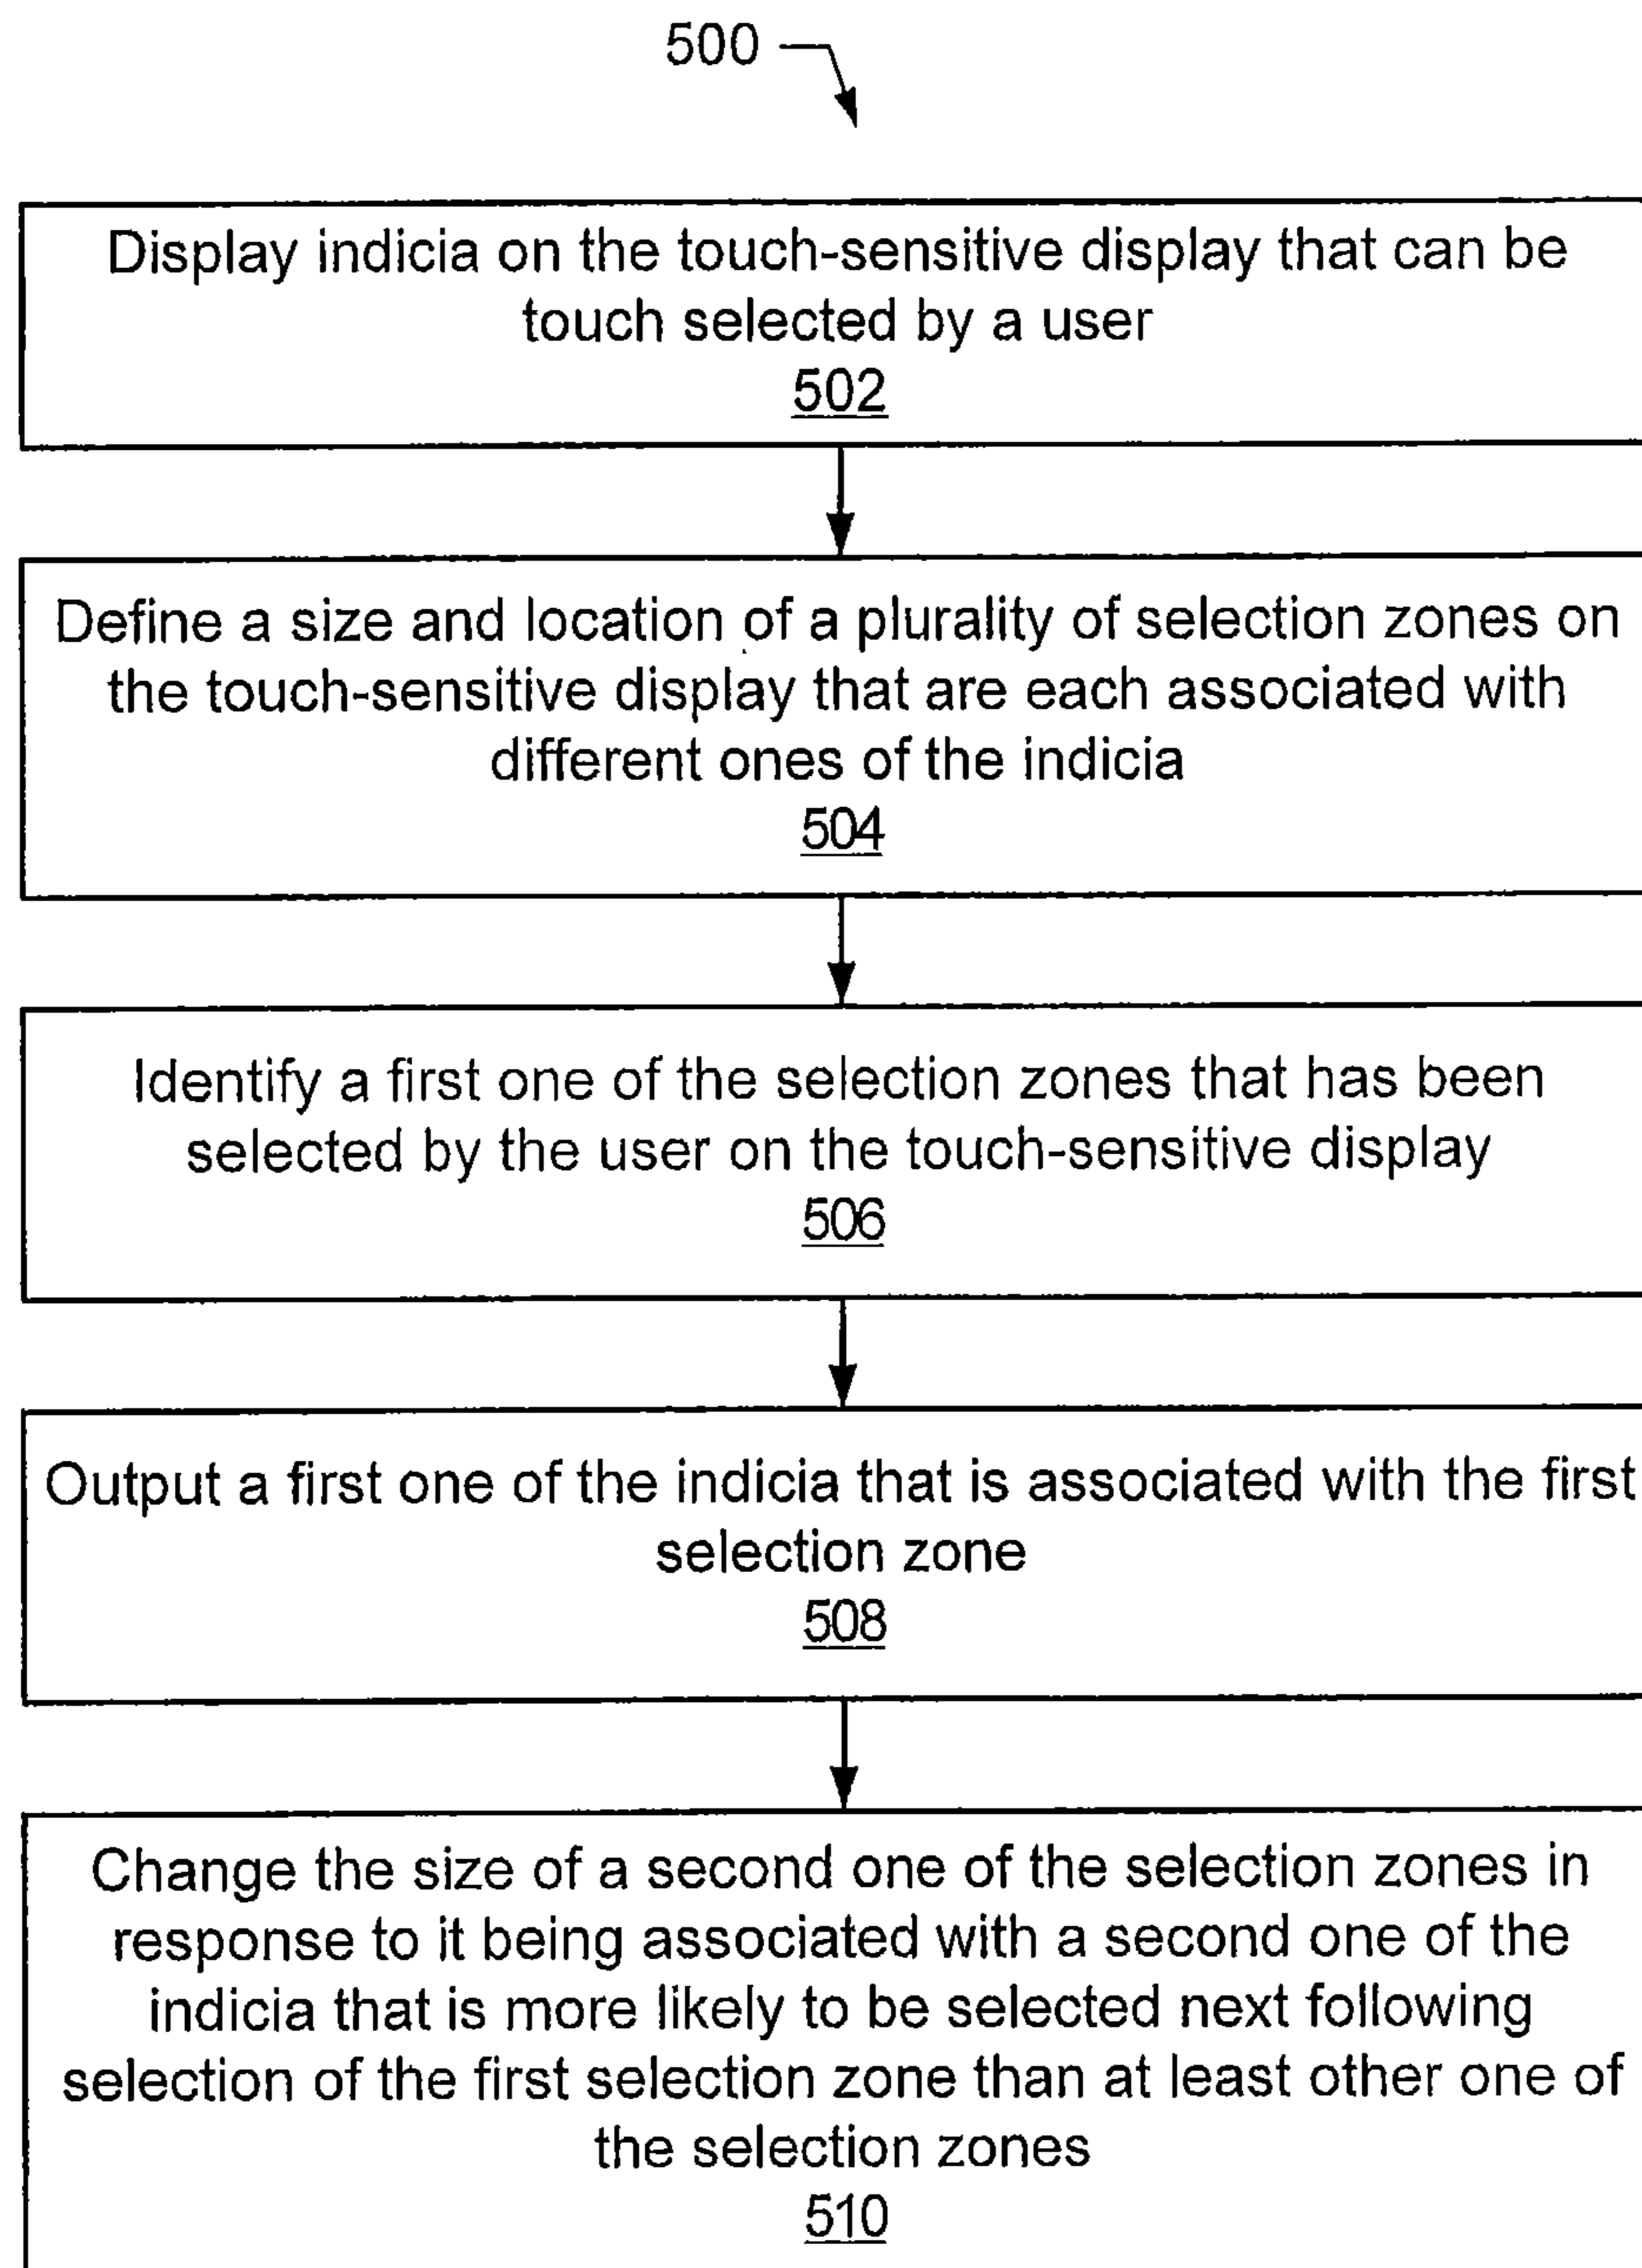 500
Display indicia on the touch-sensitive display that can be
touch selected by a user
502
Define a size and location of a plurality of selection zones on
the touch-sensitive display that are each associated with
different ones of the indicia
504
Identify a first one of the selection zones that has been
selected by the user on the touch-sensitive display
506
Output a first one of the indicia that is associated with the first
selection zone
508
Change the size of a second one of the selection zones in
response to it being associated with a second one of the
indicia that is more likely to be selected next following
selection of the first selection zone than at least other one of
the selection zones
510